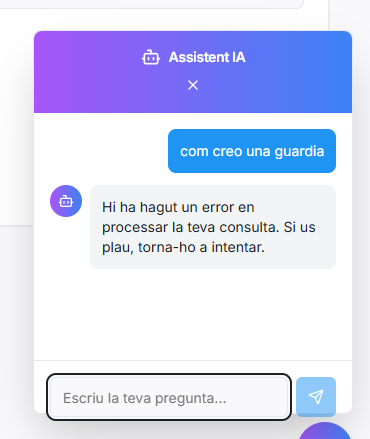 Assistent IA
com creo una guardia
Hi ha hagut un error en
processar la teva consulta. Si us
plau, torna-ho a intentar.
Escriu la teva pregunta...